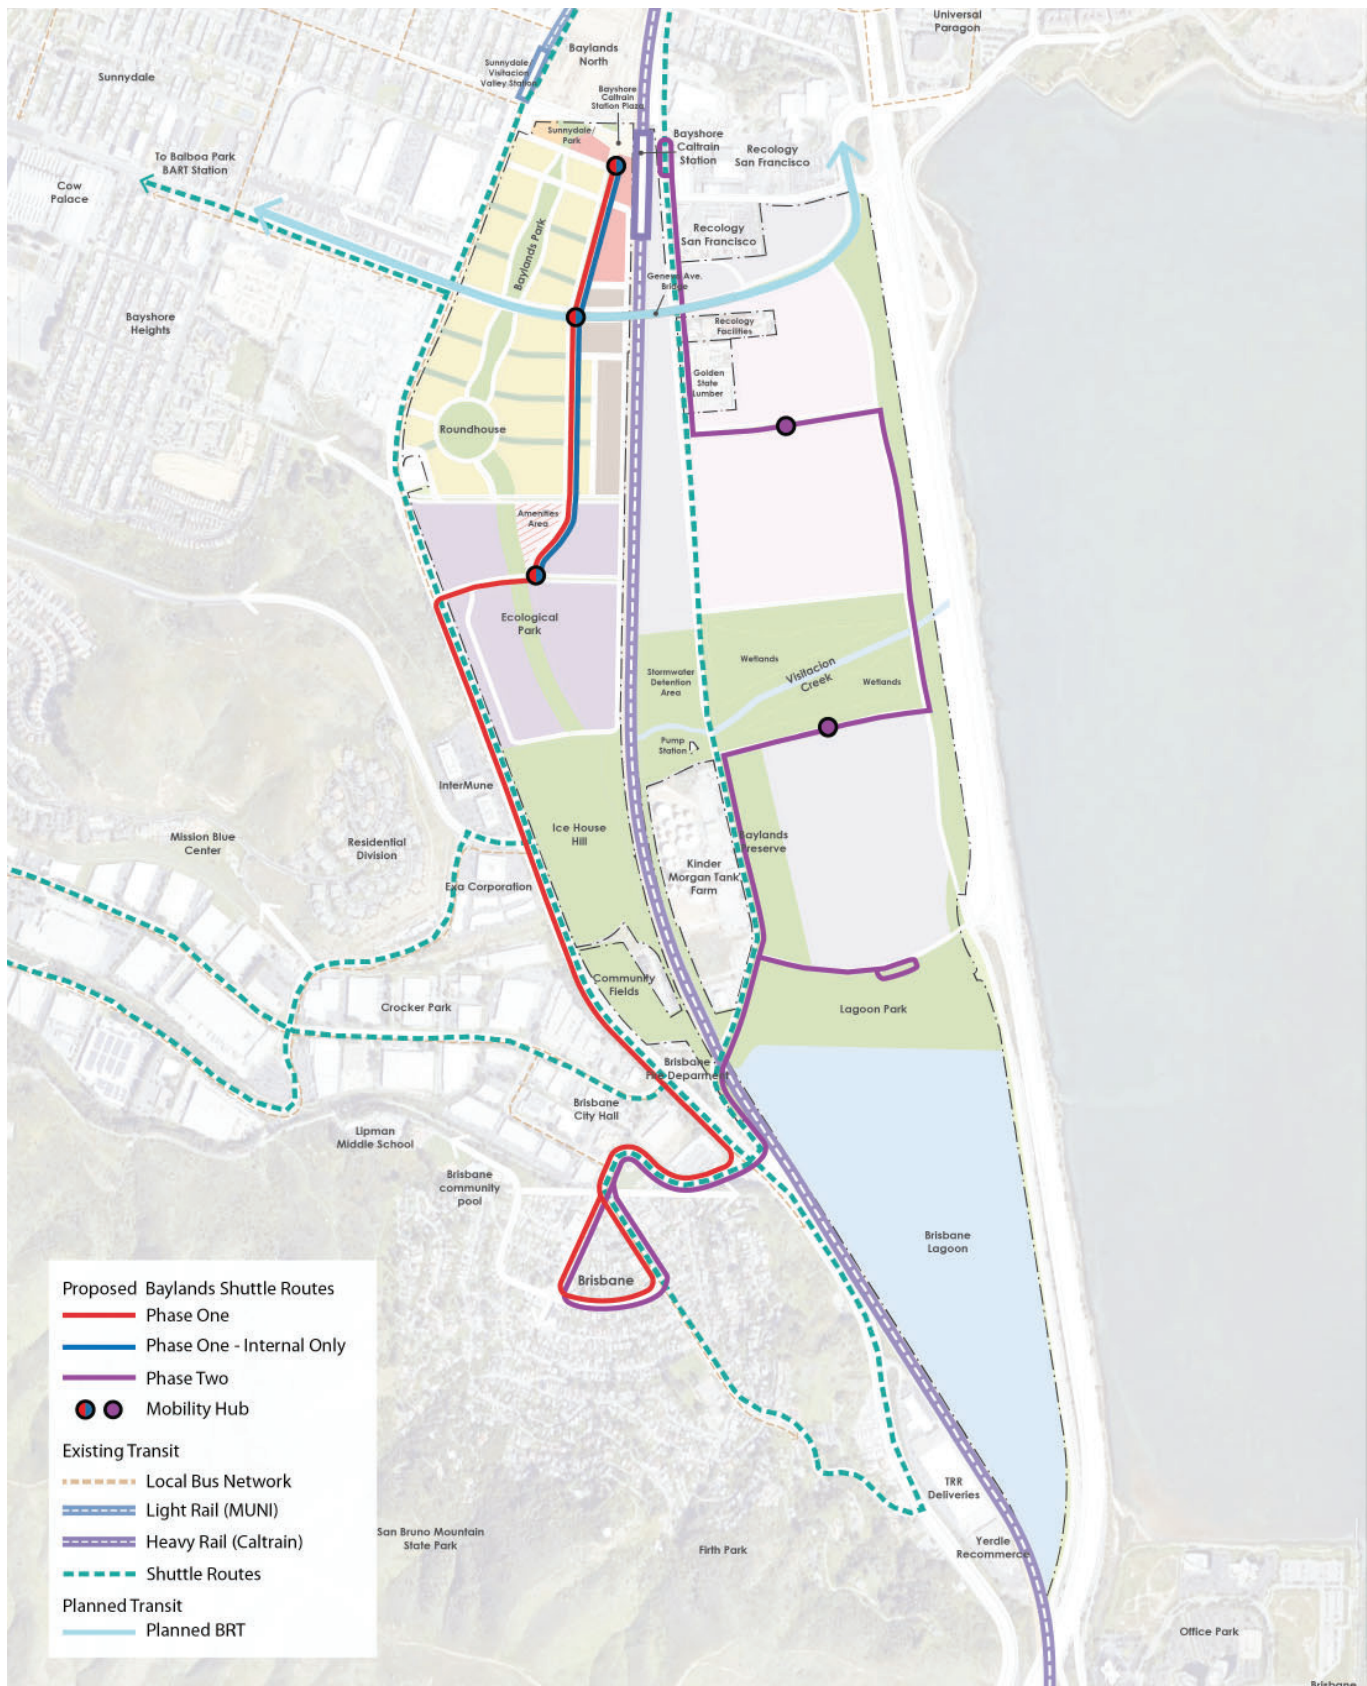 Universal
Paragon
Baylands
North
Sunnydale
Visitacion
Valley Station
Sunnydale
Bayshore
Caltrain
Station Plaza
Sunnydale/
Park
Bayshore
Caltrain
Station
Recology
San Francisco
To Balboa Park
BART Station
Cow
Palace
Baylands Park
Recology
San Francisco
Geneva Ave.
Bridge
Bayshore
Heights
Recology
Facilities
Golden
State
Lumber
Roundhouse
Amenities
Area
Ecological
Park
Wetlands
Visitacion
Creek
Wetlands
Stormwater
Detention
Area
Pump
Station
InterMune
Ice House
Hill
Mission Blue
Center
Residential
Division
Baylands
Preserve
Kinder
Morgan Tank
Farm
Exa Corporation
Community
Fields
Crocker Park
Lagoon Park
Brisbane
Fire Deparment
Brisbane
City Hall
Lipman
Middle School
Brisbane
community
pool
Brisbane
Lagoon
Brisbane
Proposed Baylands Shuttle Routes
Phase One
Phase One - Internal Only
Phase Two
Mobility Hub
Existing Transit
Local Bus Network
Light Rail (MUNI)
Heavy Rail (Caltrain)
Shuttle Routes
Planned Transit
Planned BRT
TRR
Deliveries
San Bruno Mountain
State Park
Firth Park
Yerdle
Recommerce
Office Park
Brisbane